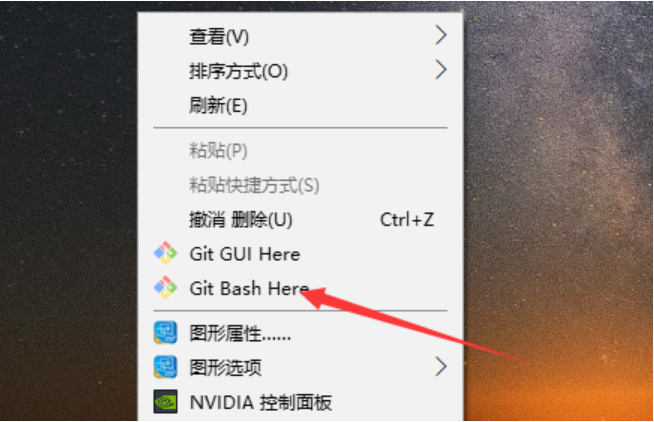 查看(V)
排序方式(O)
刷新(E)
粘贴(P)
粘贴快捷方式(S)
撤消 删除(U) Ctrl+Z
Git GUI Here
Git Bash Here
图形属性......
图形选项
NVIDIA 控制面板